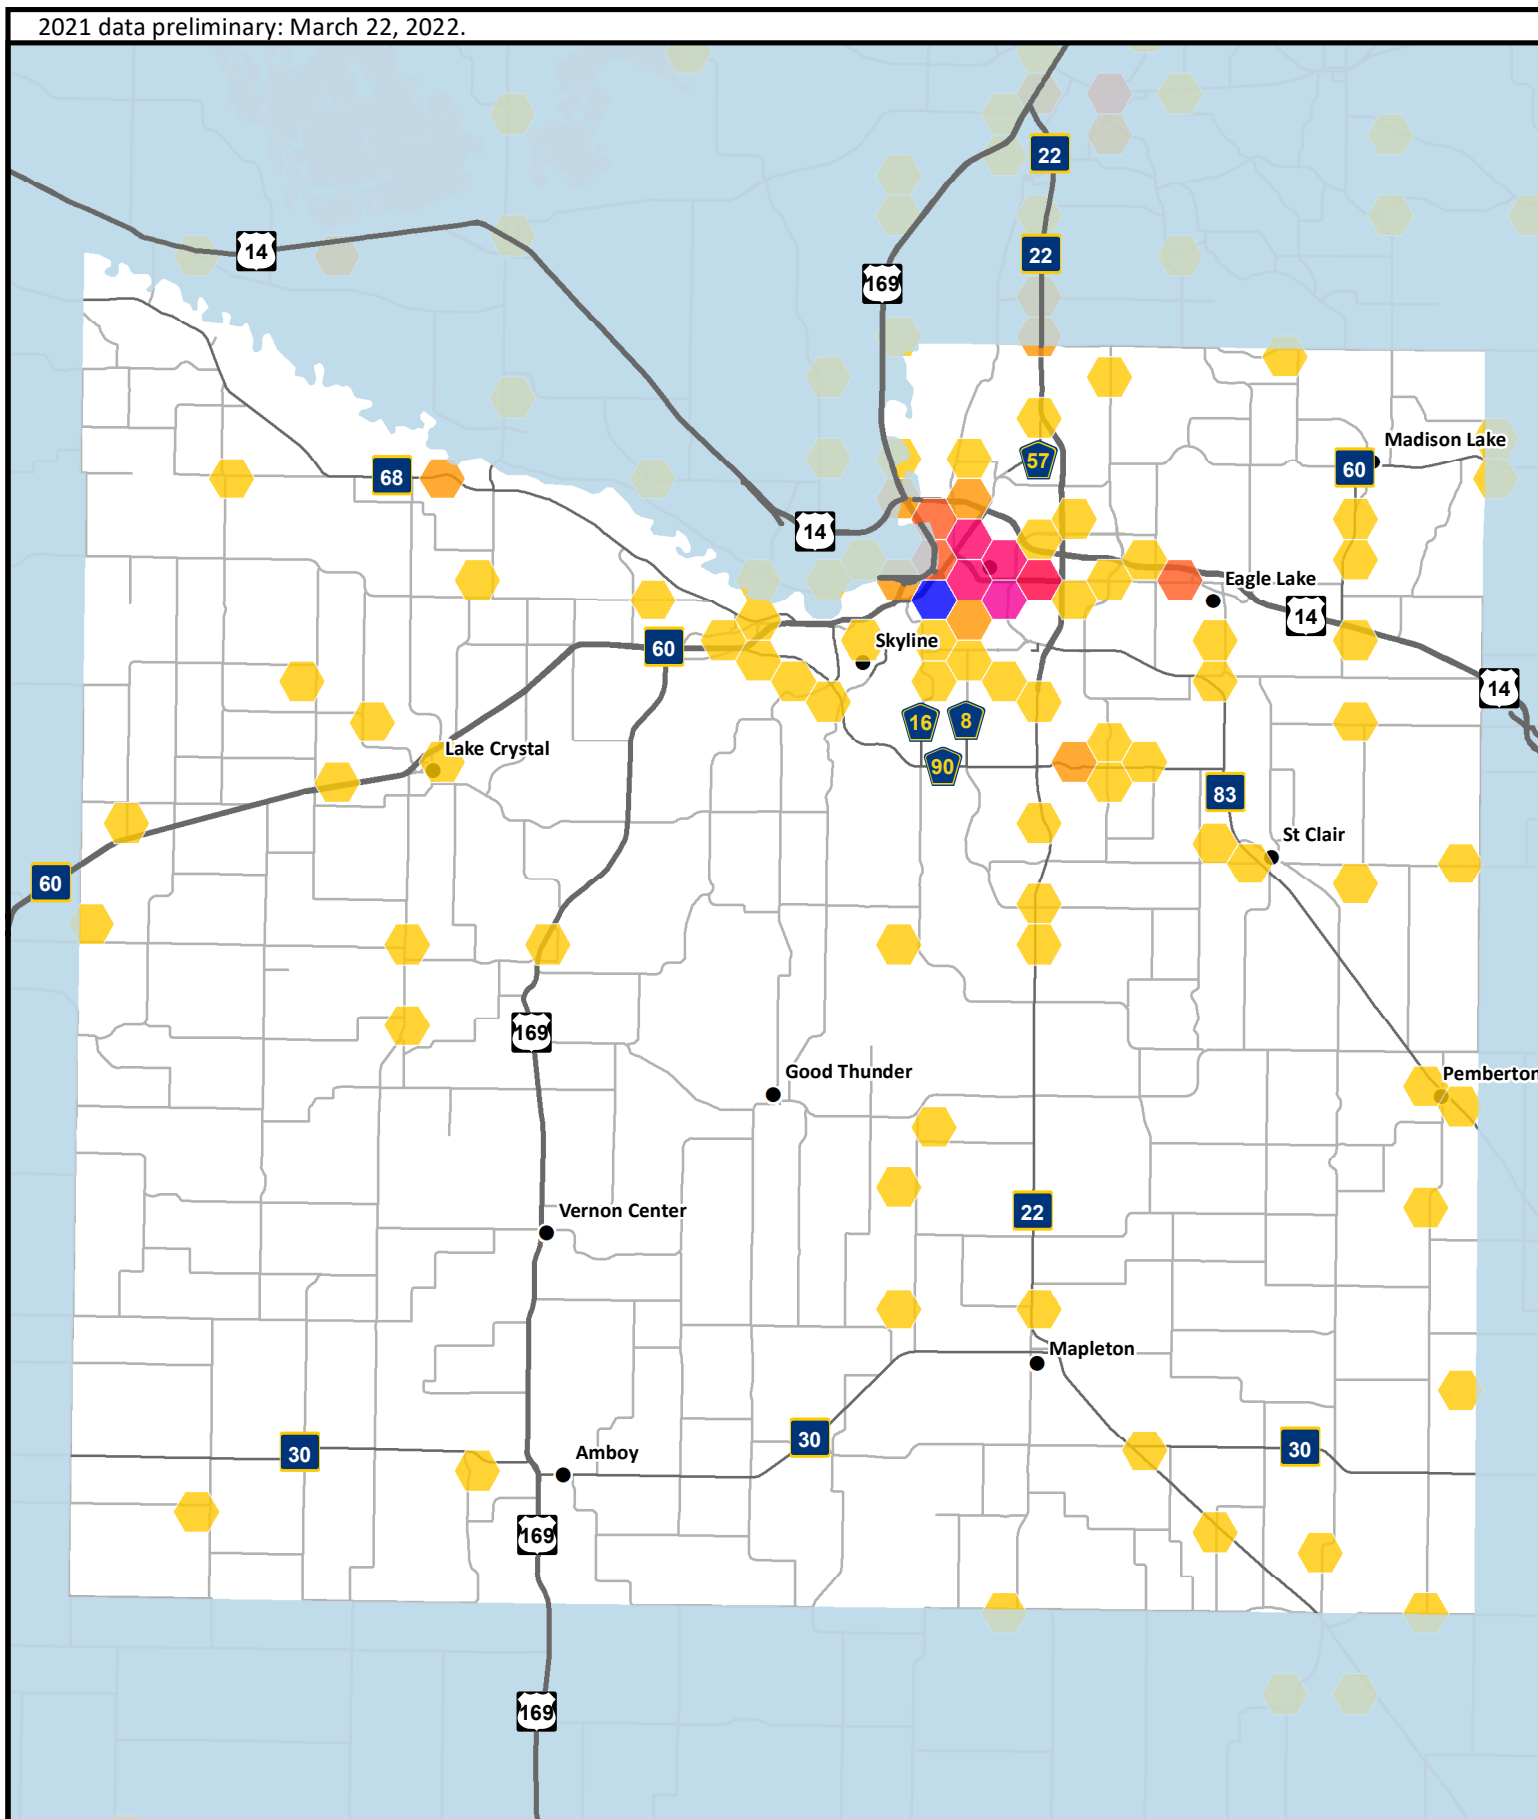 2021 data preliminary: March 22, 2022.
22
14
22
169
Madison Lake
57
60
68
14
Eagle Lake
14
Skyline
60
14
16
8
Lake Crystal
90
83
St Clair
60
169
Good Thunder
Pemberton
Vernon Center
22
Mapleton
30
30
30
Amboy
169
169